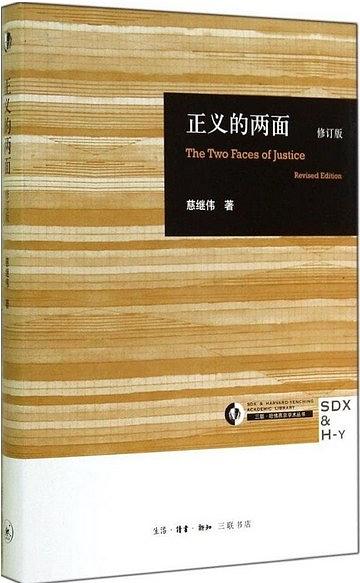 正义的两面
修订版
慈继伟
著
正义的两面 修订版
The Two Faces of Justice
Revised Edition
慈继伟 著
SDX & HARVARD-YENCHING
ACADEMIC LIBRARY
三联·哈佛燕京学术丛书
SDX
&
H-Y
生活·讀書·新知 三联书店